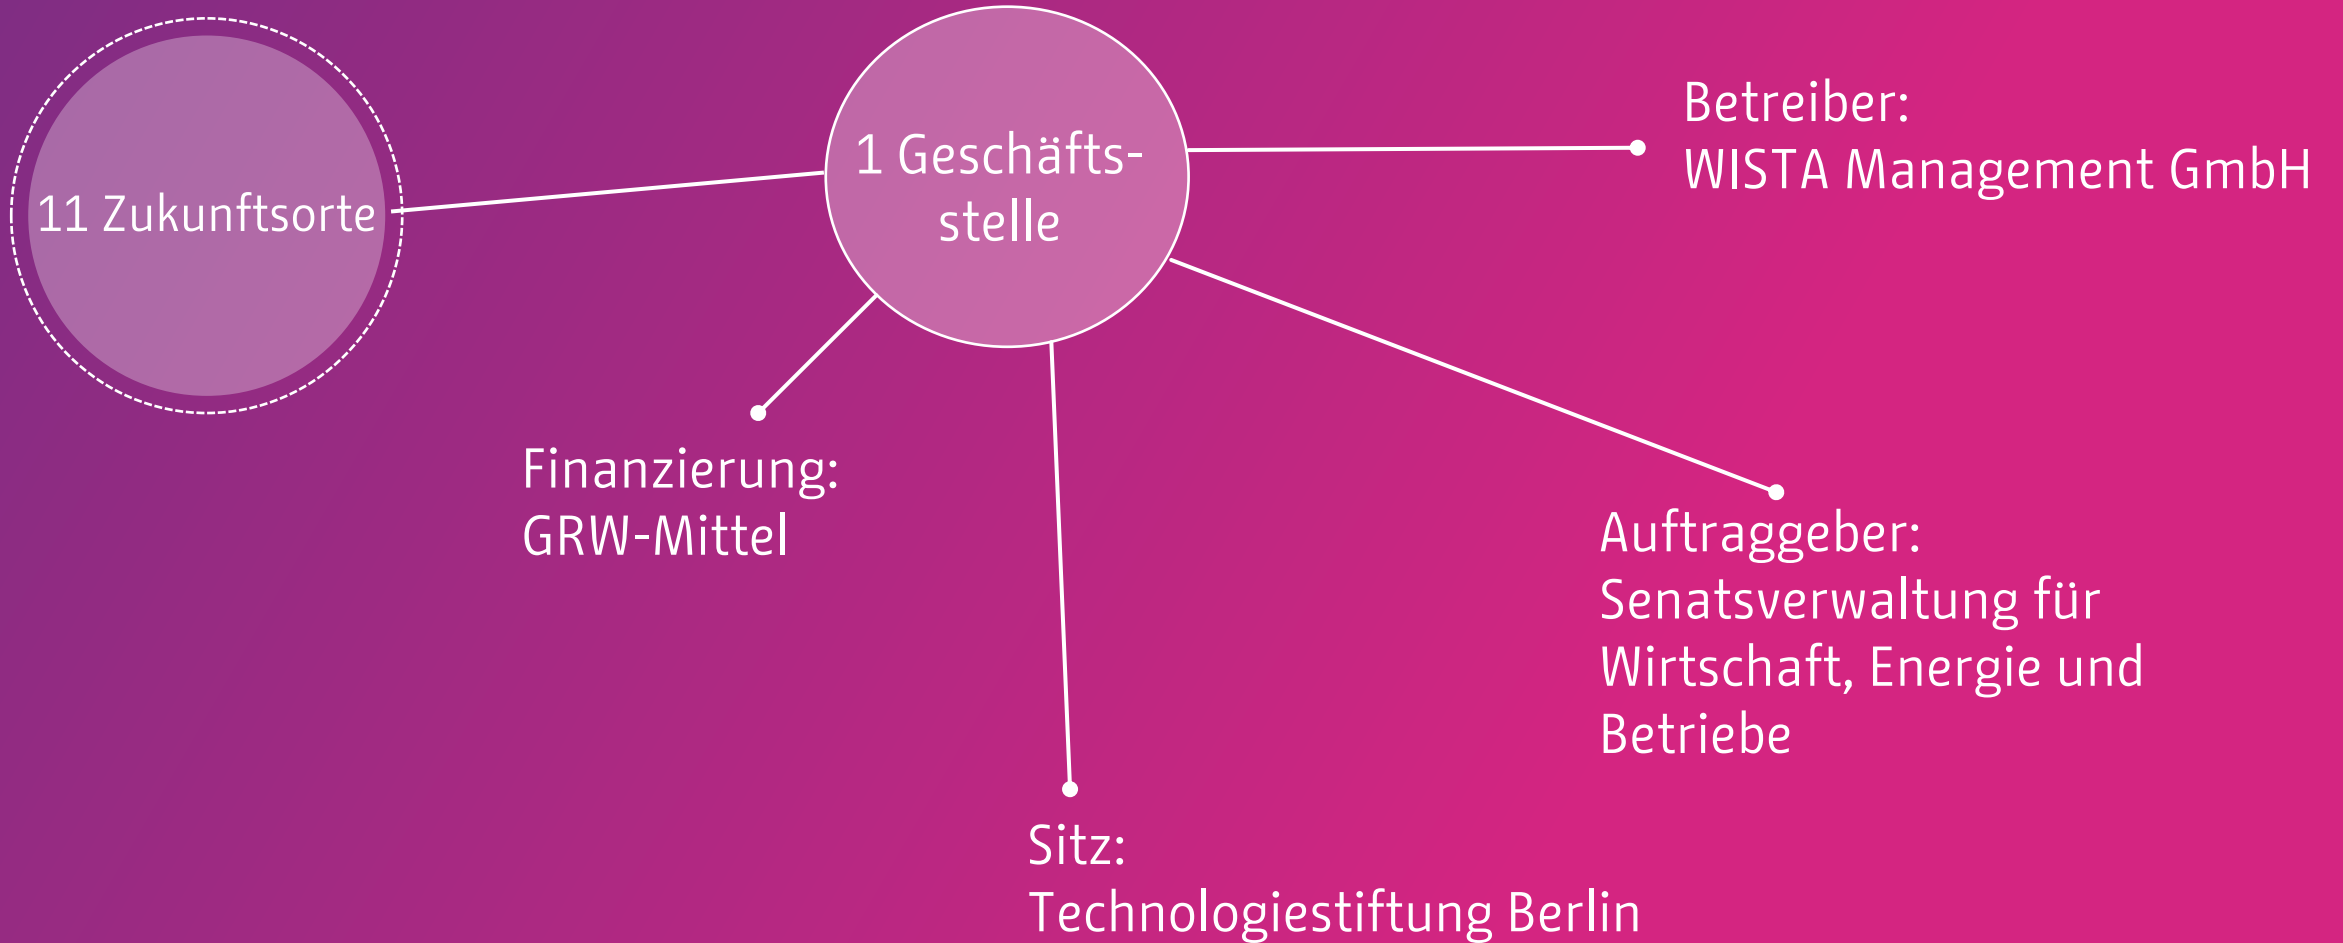 11 Zukunftsorte
1 Geschäfts-
stelle
Betreiber:
WISTA Management GmbH
Finanzierung:
GRW-Mittel
Auftraggeber:
Senatsverwaltung für
Wirtschaft, Energie und
Betriebe
Sitz:
Technologiestiftung Berlin